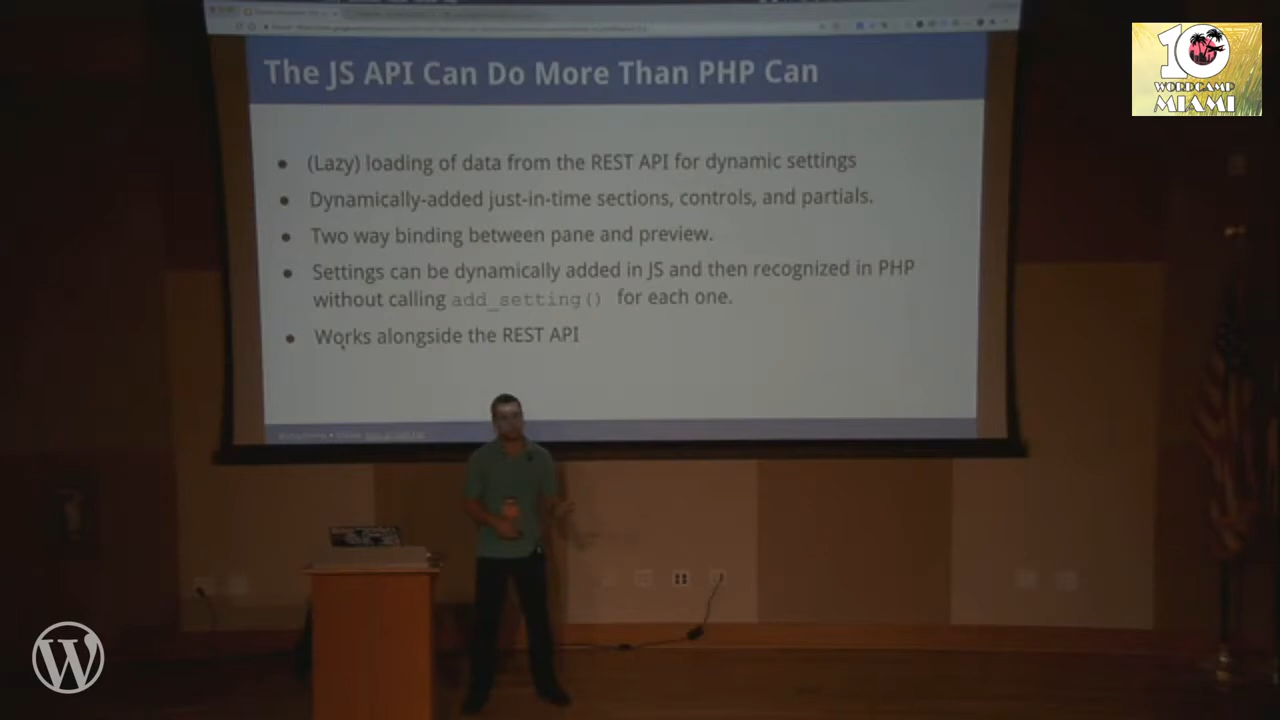 The JS API Can Do More Than PHP Can
10
WORDCAMP
MIAMI
● (Lazy) loading of data from the REST API for dynamic settings
● Dynamically-added just-in-time sections, controls, and partials.
● Two way binding between pane and preview.
● Settings can be dynamically added in JS and then recognized in PHP
without calling add_setting() for each one.
● Works alongside the REST API
W